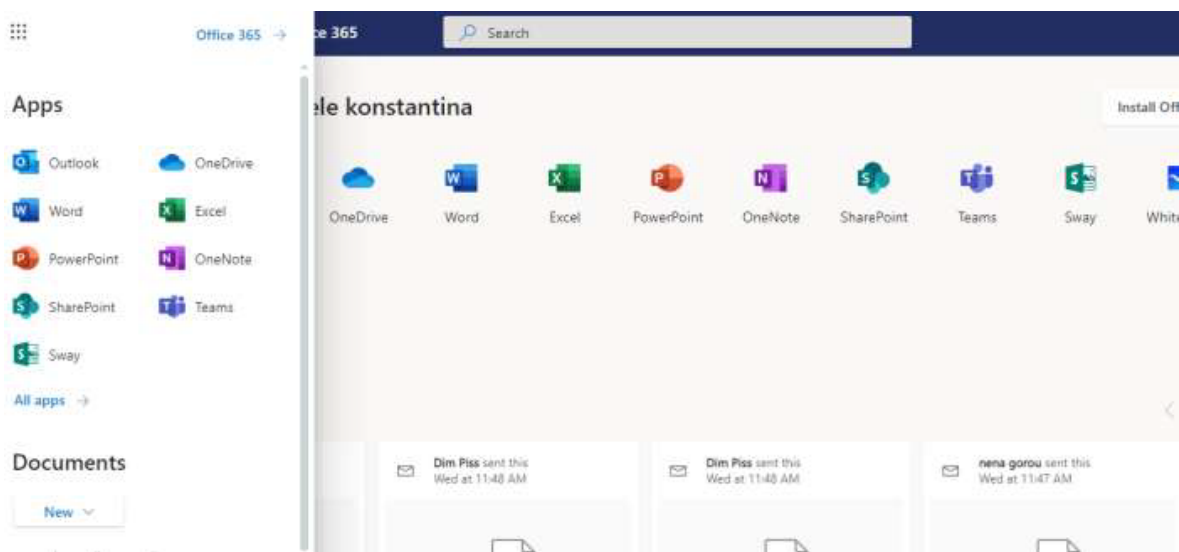 Office 365 →
Apps
Outlook
OneDrive
Word
Excel
PowerPoint
OneNote
SharePoint
Teams
Sway
All apps →
Documents
New
ce 365
Search
ele konstantina
Install Off
OneDrive
Word
Excel
PowerPoint
OneNote
SharePoint
Teams
Sway
White
Dim Piss sent this
Wed at 11:48 AM
Dim Piss sent this
Wed at 11:48 AM
nena gorou sent this
Wed at 11:47 AM